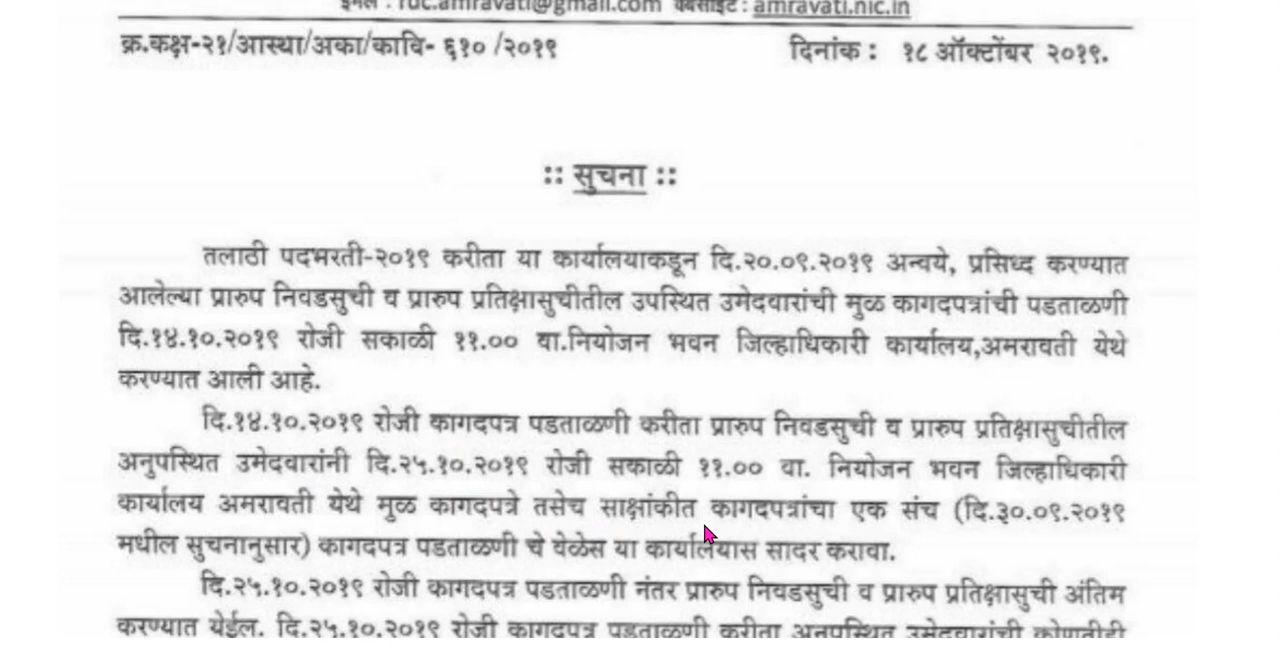 ईमेल : ruc.amravati@gmail.com वेबसाईट : amravati.nic.in
क्र.कक्ष-२१/आस्था/अका/कावि- ६१० /२०१९ दिनांक : १८ ऑक्टोंबर २०१९.
:: सुचना ::
तलाठी पदभरती-२०१९ करीता या कार्यालयाकडून दि.२०.०९.२०१९ अन्वये, प्रसिध्द करण्यात
आलेल्या प्रारुप निवडसुची व प्रारुप प्रतिक्षासुचीतील उपस्थित उमेदवारांची मुळ कागदपत्रांची पडताळणी
दि.१४.१०.२०१९ रोजी सकाळी ११.०० वा.नियोजन भवन जिल्हाधिकारी कार्यालय,अमरावती येथे
करण्यात आली आहे.
दि.१४.१०.२०१९ रोजी कागदपत्र पडताळणी करीता प्रारुप निवडसुची व प्रारुप प्रतिक्षासुचीतील
अनुपस्थित उमेदवारांनी दि.२५.१०.२०१९ रोजी सकाळी ११.०० वा. नियोजन भवन जिल्हाधिकारी
कार्यालय अमरावती येथे मुळ कागदपत्रे तसेच साक्षांकीत कागदपत्रांचा एक संच (दि.३०.०९.२०१९
मधील सुचनानुसार) कागदपत्र पडताळणी चे वेळेस या कार्यालयास सादर करावा.
दि.२५.१०.२०१९ रोजी कागदपत्र पडताळणी नंतर प्रारुप निवडसुची व प्रारुप प्रतिक्षासुची अंतिम
करण्यात येईल. दि.२५.१०.२०१९ रोजी कागदपत्र पडताळणी करीता अनुपस्थित उमेदवारांची कोणतीही